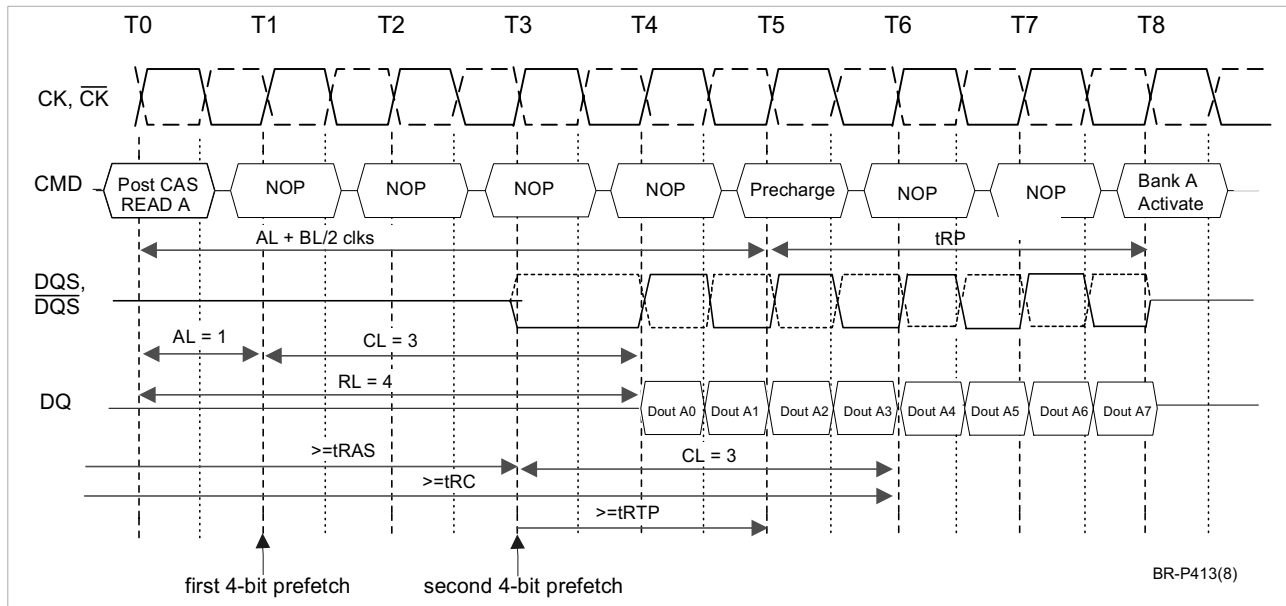 T0 T1 T2 T3 T4 T5 T6 T7 T8
CK, C̅K̅
CMD
Post CAS
READ A
NOP
NOP
NOP
NOP
Precharge
NOP
NOP
Bank A
Activate
AL + BL/2 clks
tRP
DQS,
D̅Q̅S̅
AL = 1
CL = 3
RL = 4
DQ
Dout A0 Dout A1 Dout A2 Dout A3 Dout A4 Dout A5 Dout A6 Dout A7
>=tRAS
CL = 3
>=tRC
>=tRTP
first 4-bit prefetch
second 4-bit prefetch
BR-P413(8)